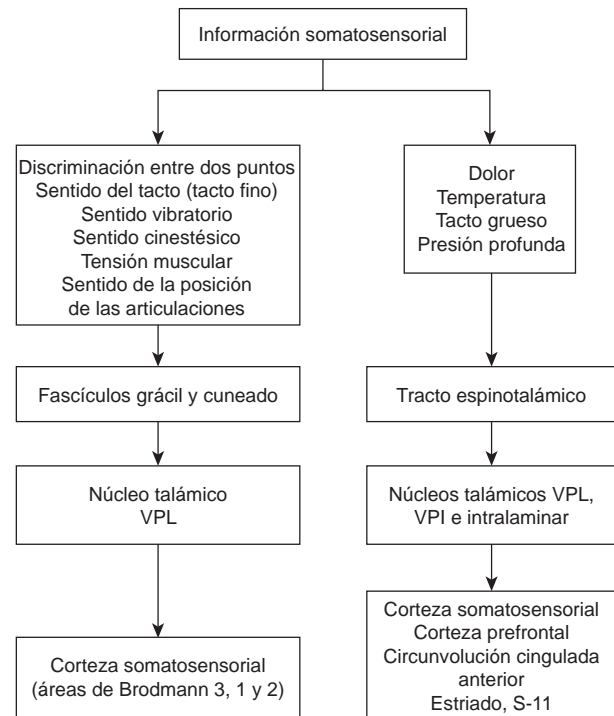 Información somatosensorial
Discriminación entre dos puntos
Sentido del tacto (tacto fino)
Sentido vibratorio
Sentido cinestésico
Tensión muscular
Sentido de la posición
de las articulaciones
Dolor
Temperatura
Tacto grueso
Presión profunda
Fascículos grácil y cuneado
Tracto espinotalámico
Núcleo talámico
VPL
Núcleos talámicos VPL,
VPI e intralaminar
Corteza somatosensorial
(áreas de Brodmann 3, 1 y 2)
Corteza somatosensorial
Corteza prefrontal
Circunvolución cingulada
anterior
Estriado, S-11